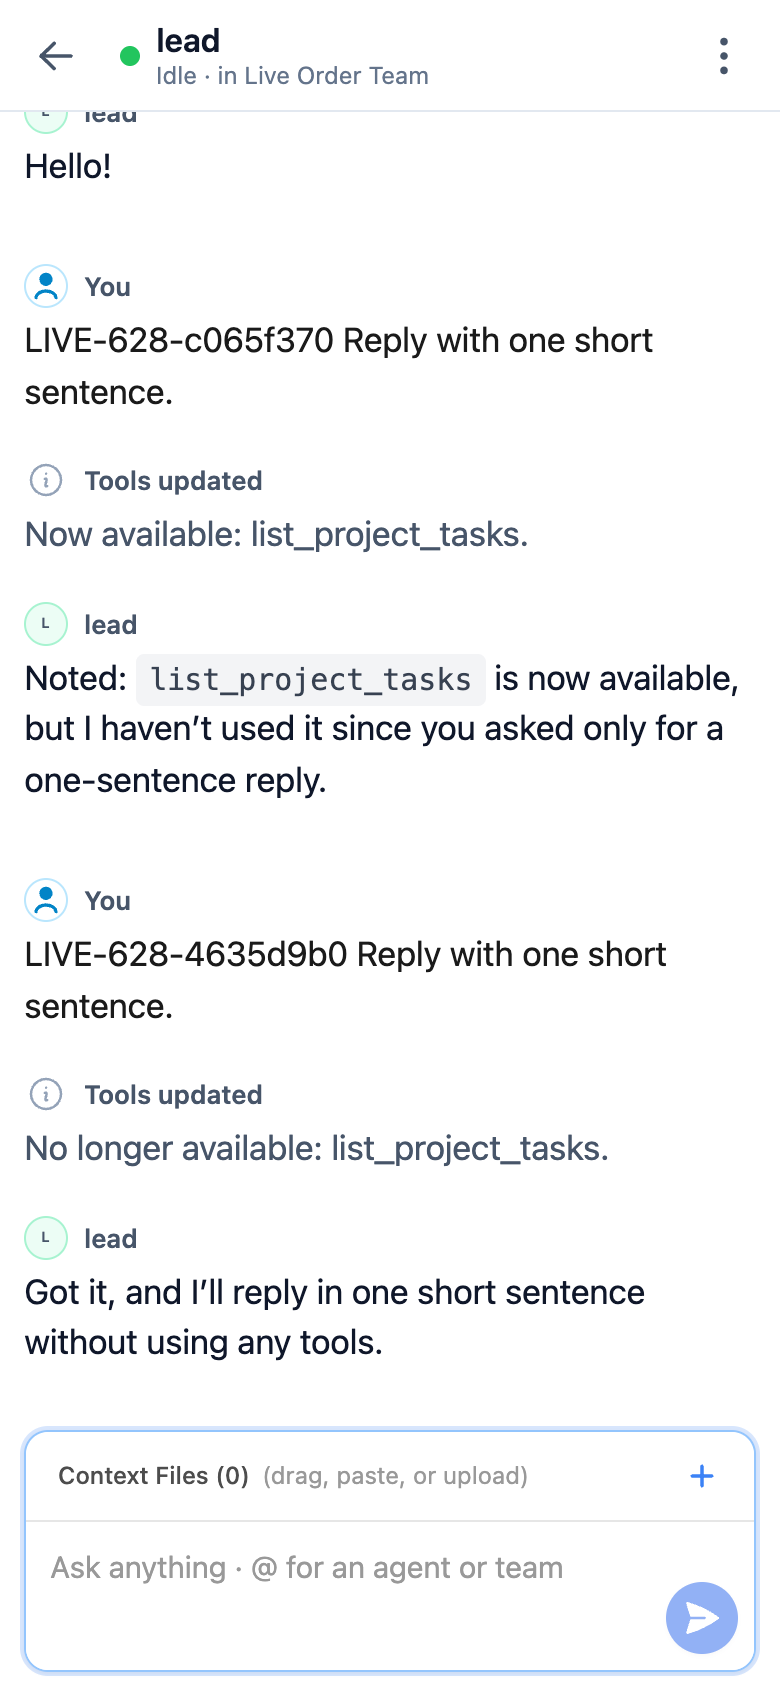 lead
Idle · in Live Order Team
L lead
Hello!
You
LIVE-628-c065f370 Reply with one short
sentence.
Tools updated
Now available: list_project_tasks.
L lead
Noted: list_project_tasks is now available,
but I haven’t used it since you asked only for a
one-sentence reply.
You
LIVE-628-4635d9b0 Reply with one short
sentence.
Tools updated
No longer available: list_project_tasks.
L lead
Got it, and I’ll reply in one short sentence
without using any tools.
Context Files (0) (drag, paste, or upload)
Ask anything · @ for an agent or team